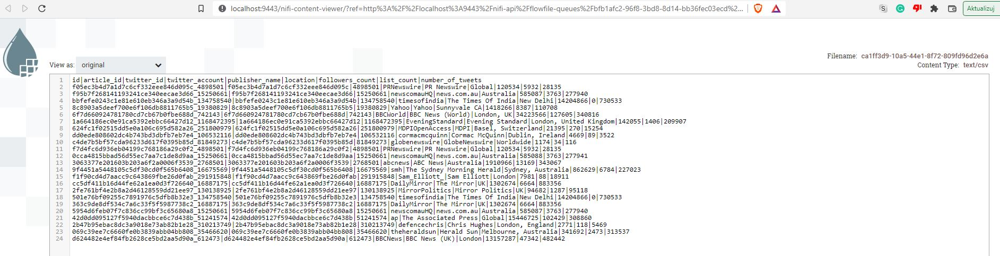 localhost:9443/nifi-content-viewer/?ref=http%3A%2F%2Flocalhost%3A9443%2Fnifi-api%2Fflowfile-queues%2Fbfb1afc2-96f8-3bd8-8d14-bb36fec03ecd%2...
S
Aktualizuj
Filename: ca1ff3d9-10a5-44e1-8f72-809fd96d2e6a
View as: original
Content Type: text/csv
1 id|article_id|twitter_id|twitter_account|publisher_name|location|followers_count|list_count|number_of_tweets
2 f05ec3b4d7a1d7c6cf332eee846d095c_4898501|f05ec3b4d7a1d7c6cf332eee846d095c|4898501|PRNewswire|PR Newswire|Global|120534|5932|28135
3 f95b7f268141193241ce340eecae3d66_15250661|f95b7f268141193241ce340eecae3d66|15250661|newscomauHQ|news.com.au|Australia|585087|3763|277940
4 bbfefe0243c1e81e610eb346a3a9d54b_134758540|bbfefe0243c1e81e610eb346a3a9d54b|134758540|timesofindia|The Times Of India|New Delhi|14204866|0|730533
5 8c8903a5deef700e6f106db8811765b5_19380829|8c8903a5deef700e6f106db8811765b5|19380829|Yahoo|Yahoo|Sunnyvale CA|1418266|8387|110708
6 6f7d660924781780cd7cb67b0fbe688d_742143|6f7d660924781780cd7cb67b0fbe688d|742143|BBCWorld|BBC News (World)|London, UK|34223566|127605|340816
7 1a664186ec0e91ca5392ebbc66427d12_1168472395|1a664186ec0e91ca5392ebbc66427d12|1168472395|EveningStandard|Evening Standard|London, United Kingdom|142055|1406|209907
8 624fc1f02515dd5e0a106c695d582a26_251800979|624fc1f02515dd5e0a106c695d582a26|251800979|MDPIOpenAccess|MDPI|Basel, Switzerland|21395|270|15254
9 dd0ede808602dc4b743bd3dbfb7eb7e4_106532116|dd0ede808602dc4b743bd3dbfb7eb7e4|106532116|cormacmcquinn|Cormac McQuinn|Dublin, Ireland|4669|89|3522
10 c4de7b5bf57cda96233d617f0395b85d_81849273|c4de7b5bf57cda96233d617f0395b85d|81849273|globenewswire|GlobeNewswire|Worldwide|1174|34|116
11 f7d4fc6d936eb04199c768186a29c0f2_4898501|f7d4fc6d936eb04199c768186a29c0f2|4898501|PRNewswire|PR Newswire|Global|120534|5932|28135
12 0cca4815bbad56d55ec7aa7c1de8d9aa_15250661|0cca4815bbad56d55ec7aa7c1de8d9aa|15250661|newscomauHQ|news.com.au|Australia|585088|3763|277941
13 3063377e201603b203a6f2a0006f3539_2768501|3063377e201603b203a6f2a0006f3539|2768501|abcnews|ABC News|Australia|1910966|13169|343067
14 9f4451a5448105c5df30cd0f565b6408_16675569|9f4451a5448105c5df30cd0f565b6408|16675569|smh|The Sydney Morning Herald|Sydney, Australia|862629|6784|227023
15 f1f90cd4d7aacc9c643869fbe26d0fab_291915848|f1f90cd4d7aacc9c643869fbe26d0fab|291915848|Sam_Elliott_|Sam Elliott|London|7981|88|18911
16 cc5df411b16d44fe62a1ea0d3f726640_16887175|cc5df411b16d44fe62a1ea0d3f726640|16887175|DailyMirror|The Mirror|UK|1302674|6664|883356
17 2fe761bf4e2b8a2d46128559dd21ee97_130138925|2fe761bf4e2b8a2d46128559dd21ee97|130138925|MirrorPolitics|Mirror Politics|UK|94682|1287|95118
18 501e76bf09255c7891976c5dfb8b32e3_134758540|501e76bf09255c7891976c5dfb8b32e3|134758540|timesofindia|The Times Of India|New Delhi|14204866|0|730533
19 363c9de8df534c7a6c33f5f5987738c2_16887175|363c9de8df534c7a6c33f5f5987738c2|16887175|DailyMirror|The Mirror|UK|1302674|6664|883356
20 5954d6feb07f7c836cc99bf3c65680a8_15250661|5954d6feb07f7c836cc99bf3c65680a8|15250661|newscomauHQ|news.com.au|Australia|585087|3763|277940
21 42d0dd095127f5940dacbbce6c7d438b_51241574|42d0dd095127f5940dacbbce6c7d438b|51241574|ap|The Associated Press|Global|15446725|102429|308860
22 2b47b95ebac8dc3a9018e73ab82b1e28_310213749|2b47b95ebac8dc3a9018e73ab82b1e28|310213749|defencechris|Chris Hughes|London, England|2771|118|5469
23 069c39ee7c6660fe0b3839abb04bb808_35466620|069c39ee7c6660fe0b3839abb04bb808|35466620|theheraldsun|Herald Sun|Melbourne, Australia|341692|2473|313537
24 d624482e4ef84fb2628ce5bd2aa5d90a_612473|d624482e4ef84fb2628ce5bd2aa5d90a|612473|BBCNews|BBC News (UK)|London|13157287|47342|482442